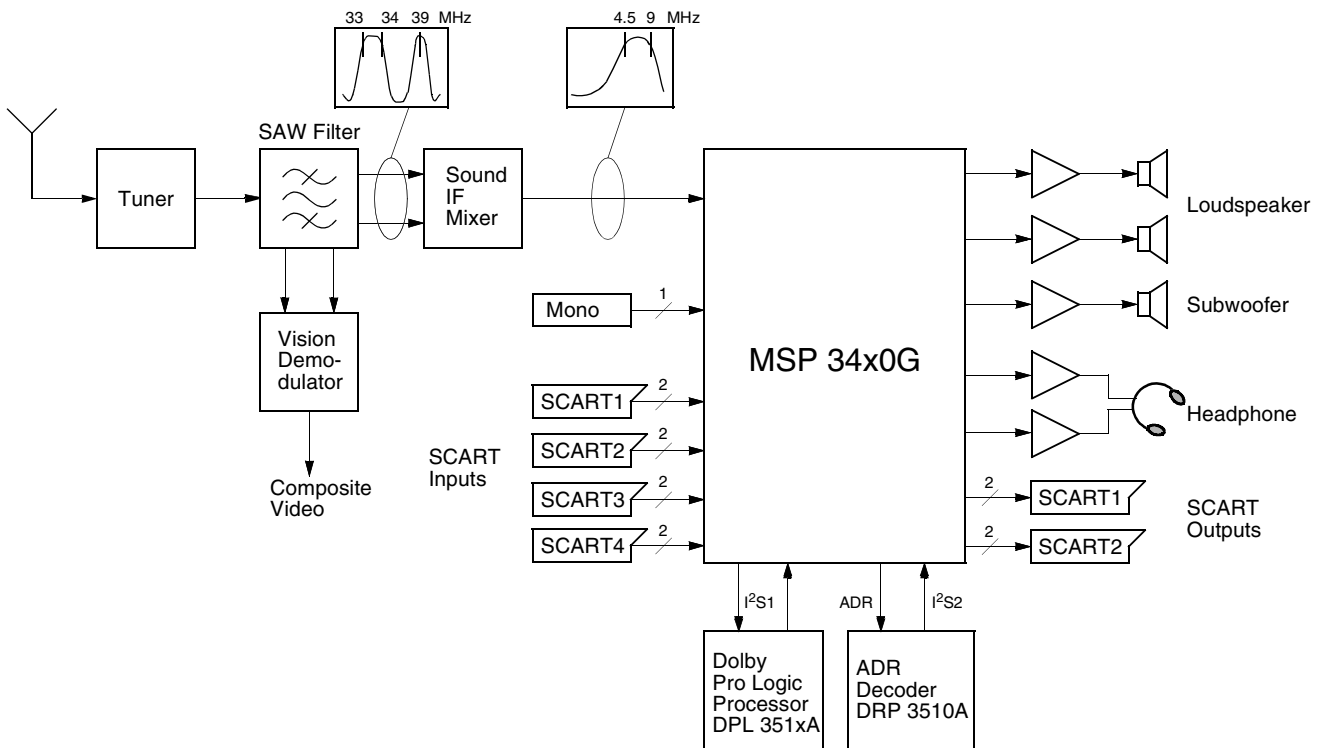 33 34 39 MHz
4.5 9 MHz
SAW Filter
Tuner
Sound
IF
Mixer
Vision
Demo-
dulator
Composite
Video
Mono
1
SCART
Inputs
SCART1
2
SCART2
2
SCART3
2
SCART4
2
MSP 34x0G
Loudspeaker
Subwoofer
Headphone
2
SCART1
2
SCART2
SCART
Outputs
I²S1
ADR
I²S2
Dolby
Pro Logic
Processor
DPL 351xA
ADR
Decoder
DRP 3510A